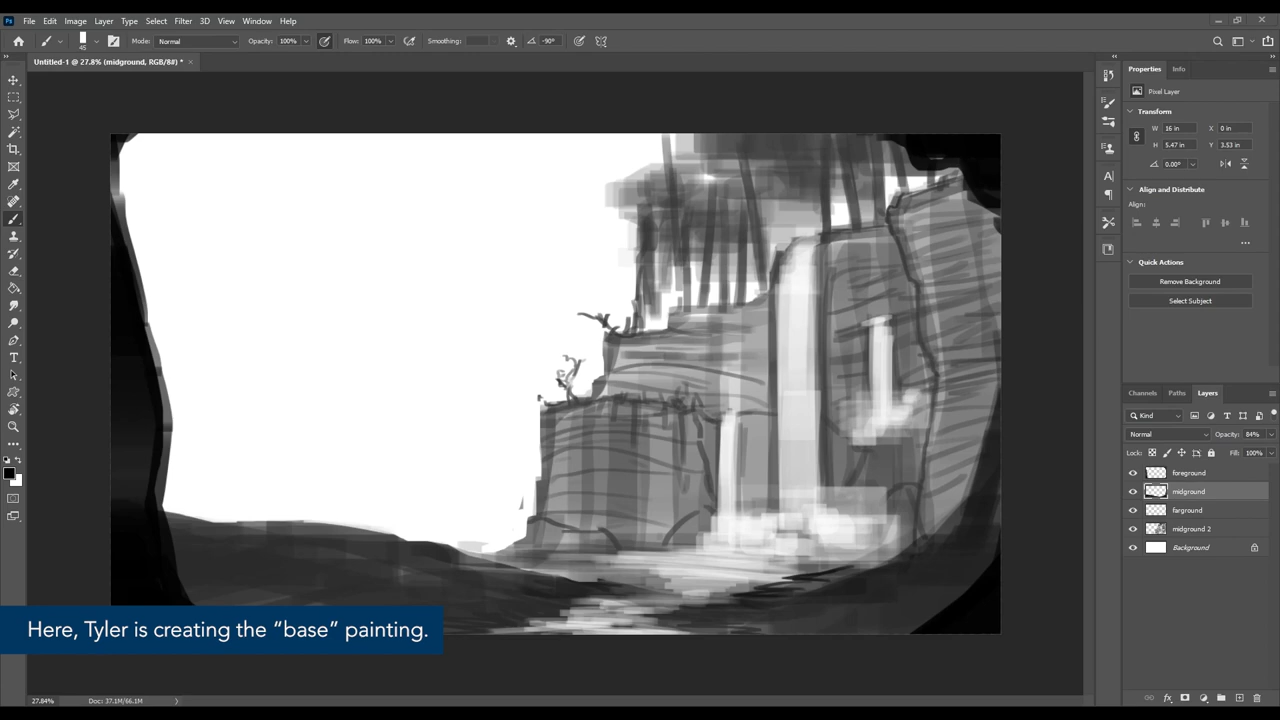 Ps File Edit Image Layer Type Select Filter 3D View Window Help
45 Mode: Normal Opacity: 100% Flow: 100% Smoothing: -90°
Untitled-1 @ 27.8% (midground, RGB/8#) * ×
Properties Info
Pixel Layer
Transform
W 16 in X 0 in
H 5.47 in Y 3.53 in
0.00°
Align and Distribute
Align:
Quick Actions
Remove Background
Select Subject
Channels Paths Layers
Kind
Normal Opacity: 84%
Lock: Fill: 100%
foreground
midground
farground
midground 2
Background
Here, Tyler is creating the “base” painting.
27.84% Doc: 37.1M/66.1M